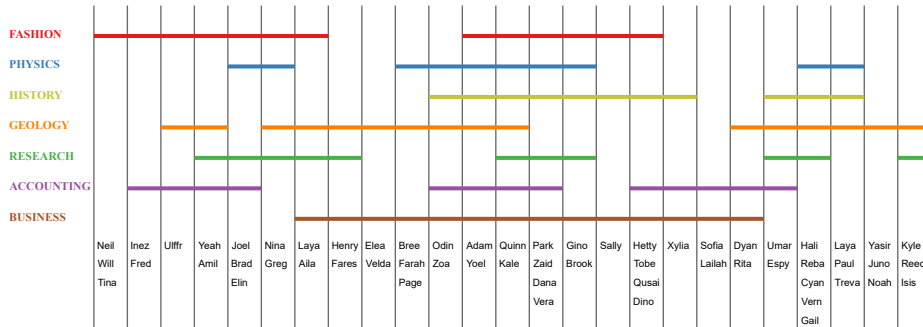 FASHION
PHYSICS
HISTORY
GEOLOGY
RESEARCH
ACCOUNTING
BUSINESS
Neil Inez Ulffr Yeah Joel Nina Laya Henry Elea Bree Odin Adam Quinn Park Gino Sally Hetty Xylia Sofia Dyan Umar Hali Laya Yasir Kyle
Will Fred Amil Brad Greg Aila Fares Velda Farah Zoa Yoel Kale Zaid Brook Tobe Lailah Rita Espy Reba Paul Juno Reed
Tina Elin Page Dana Qusai Cyan Treva Noah Isis
Vera Dino Vern
Gail